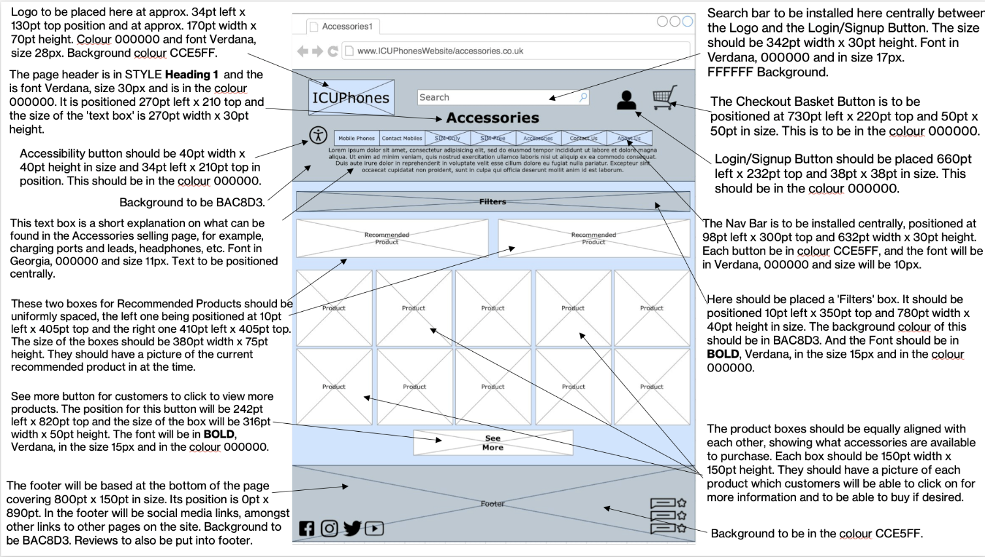 Logo to be placed here at approx. 34pt left x
130pt top position and at approx. 170pt width x
70pt height. Colour 000000 and font Verdana,
size 28px. Background colour CCE5FF.
The page header is in STYLE Heading 1 and the
is font Verdana, size 30px and is in the colour
000000. It is positioned 270pt left x 210 top and
the size of the 'text box' is 270pt width x 30pt
height.
Accessibility button should be 40pt width x
40pt height in size and 34pt left x 210pt top in
position. This should be in the colour 000000.
Background to be BAC8D3.
This text box is a short explanation on what can be
found in the Accessories selling page, for example,
charging ports and leads, headphones, etc. Font in
Georgia, 000000 and size 11px. Text to be positioned
centrally.
These two boxes for Recommended Products should be
uniformly spaced, the left one being positioned at 10pt
left x 405pt top and the right one 410pt left x 405pt top.
The size of the boxes should be 380pt width x 75pt
height. They should have a picture of the current
recommended product in at the time.
See more button for customers to click to view more
products. The position for this button will be 242pt
left x 820pt top and the size of the box will be 316pt
width x 50pt height. The font will be in BOLD,
Verdana, in the size 15px and in the colour 000000.
The footer will be based at the bottom of the page
covering 800pt x 150pt in size. Its position is 0pt x
890pt. In the footer will be social media links, amongst
other links to other pages on the site. Background to
be BAC8D3. Reviews to also be put into footer.
Accessories1
www.ICUPhonesWebsite/accessories.co.uk
ICUPhones
Search
Accessories
Mobile Phones Contact Mobiles SIM Only SIM Free Accessories Contact Us About Us
Lorem ipsum dolor sit amet, consectetur adipisicing elit, sed do eiusmod tempor incididunt ut labore et dolore magna
aliqua. Ut enim ad minim veniam, quis nostrud exercitation ullamco laboris nisi ut aliquip ex ea commodo consequat.
Duis aute irure dolor in reprehenderit in voluptate velit esse cillum dolore eu fugiat nulla pariatur. Excepteur sint
occaecat cupidatat non proident, sunt in culpa qui officia deserunt mollit anim id est laborum.
Filters
Recommended
Product
Recommended
Product
Product Product Product Product Product
Product Product Product Product Product
See
More
Footer
Search bar to be installed here centrally between
the Logo and the Login/Signup Button. The size
should be 342pt width x 30pt height. Font in
Verdana, 000000 and in size 17px.
FFFFFF Background.
The Checkout Basket Button is to be
positioned at 730pt left x 220pt top and 50pt x
50pt in size. This is to be in the colour 000000.
Login/Signup Button should be placed 660pt
left x 232pt top and 38pt x 38pt in size. This
should be in the colour 000000.
The Nav Bar is to be installed centrally, positioned at
98pt left x 300pt top and 632pt width x 30pt height.
Each button be in colour CCE5FF, and the font will be
in Verdana, 000000 and size will be 10px.
Here should be placed a 'Filters' box. It should be
positioned 10pt left x 350pt top and 780pt width x
40pt height in size. The background colour of this
should be in BAC8D3. And the Font should be in
BOLD, Verdana, in the size 15px and in the colour
000000.
The product boxes should be equally aligned with
each other, showing what accessories are available
to purchase. Each box should be 150pt width x
150pt height. They should have a picture of each
product which customers will be able to click on for
more information and to be able to buy if desired.
Background to be in the colour CCE5FF.